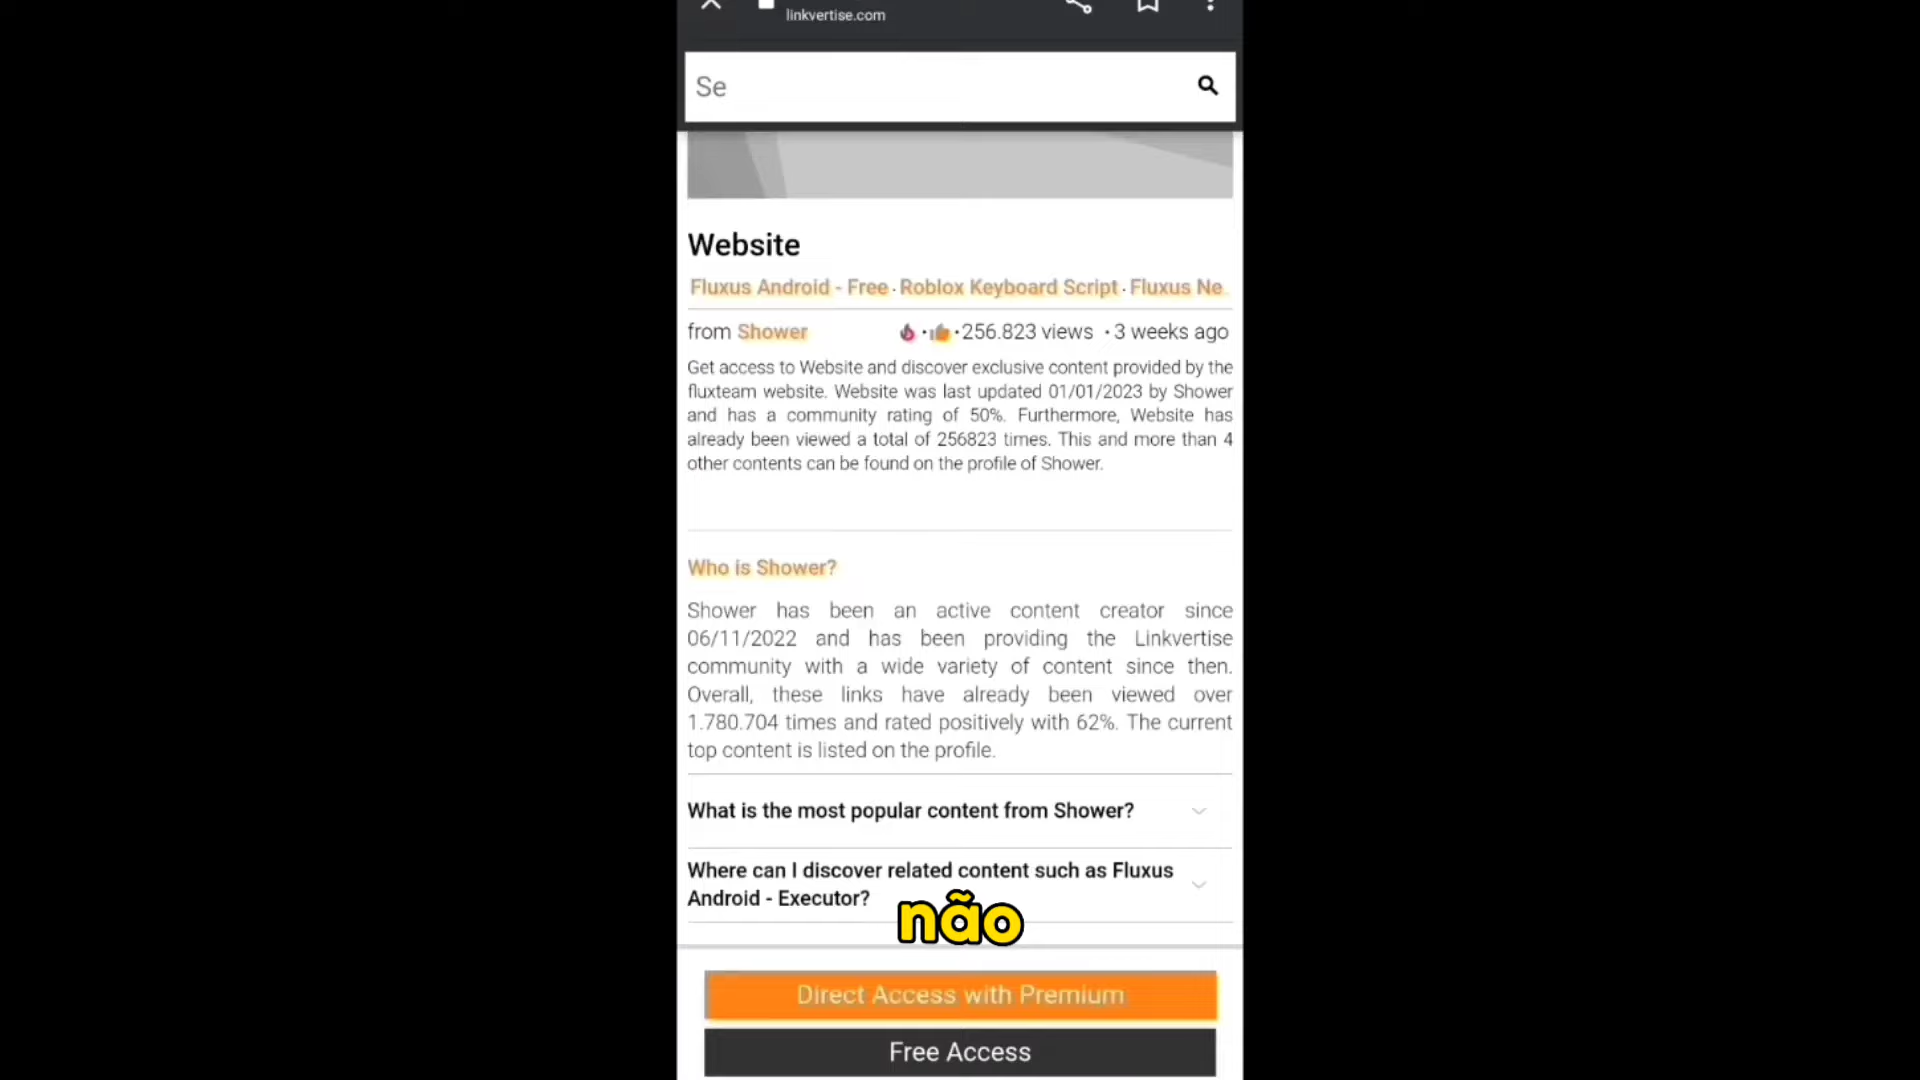 linkvertise.com
Se
Website
Fluxus Android - Free · Roblox Keyboard Script · Fluxus Ne
from Shower · · 256.823 views · 3 weeks ago
Get access to Website and discover exclusive content provided by the
fluxteam website. Website was last updated 01/01/2023 by Shower
and has a community rating of 50%. Furthermore, Website has
already been viewed a total of 256823 times. This and more than 4
other contents can be found on the profile of Shower.
Who is Shower?
Shower has been an active content creator since
06/11/2022 and has been providing the Linkvertise
community with a wide variety of content since then.
Overall, these links have already been viewed over
1.780.704 times and rated positively with 62%. The current
top content is listed on the profile.
What is the most popular content from Shower?
Where can I discover related content such as Fluxus
Android - Executor?
não
Direct Access with Premium
Free Access